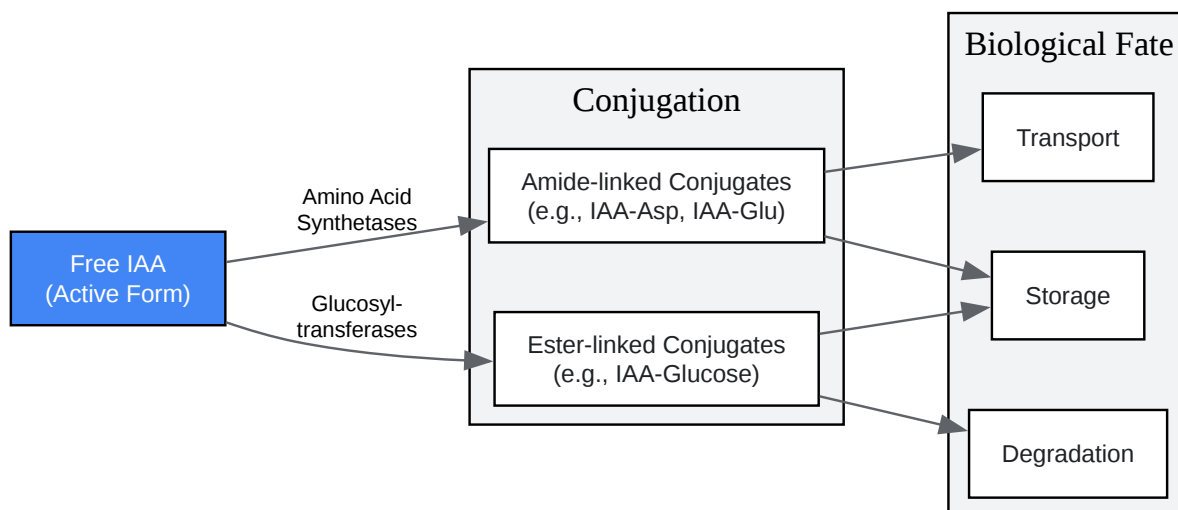 Free IAA
(Active Form)
Amino Acid
Synthetases
Glucosyl-
transferases
Conjugation
Amide-linked Conjugates
(e.g., IAA-Asp, IAA-Glu)
Ester-linked Conjugates
(e.g., IAA-Glucose)
Biological Fate
Transport
Storage
Degradation